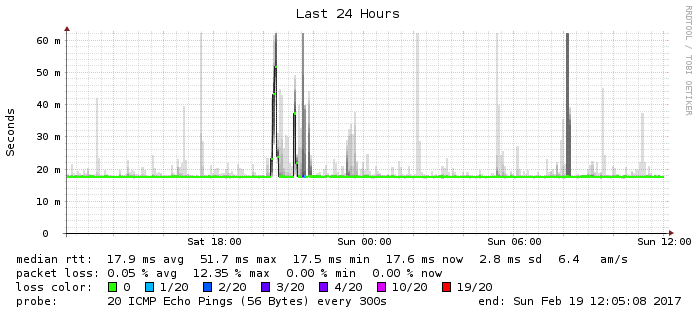 Last 24 Hours
RRDTOOL / TOBI OETIKER
Seconds
60 m
50 m
40 m
30 m
20 m
10 m
0
Sat 18:00 Sun 00:00 Sun 06:00 Sun 12:00
median rtt: 17.9 ms avg 51.7 ms max 17.5 ms min 17.6 ms now 2.8 ms sd 6.4 am/s
packet loss: 0.05 % avg 12.35 % max 0.00 % min 0.00 % now
loss color: 0 1/20 2/20 3/20 4/20 10/20 19/20
probe: 20 ICMP Echo Pings (56 Bytes) every 300s end: Sun Feb 19 12:05:08 2017